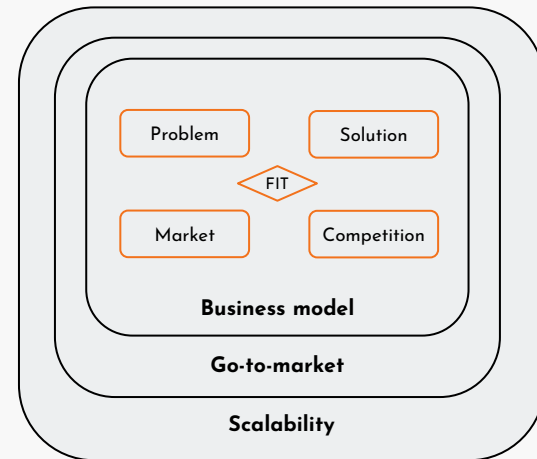 Problem
Solution
FIT
Market
Competition
Business model
Go-to-market
Scalability